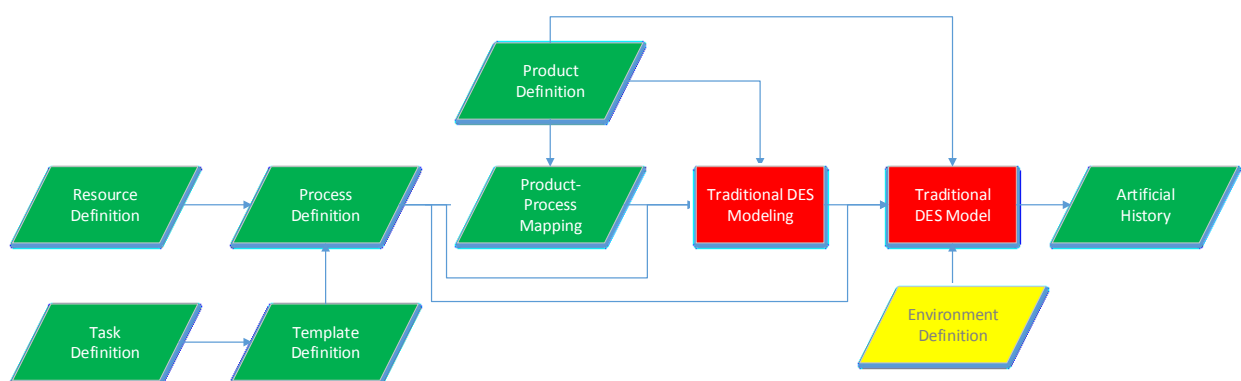 Product
Definition
Resource
Definition
Process
Definition
Product-
Process
Mapping
Traditional DES
Modeling
Traditional
DES Model
Artificial
History
Task
Definition
Template
Definition
Environment
Definition